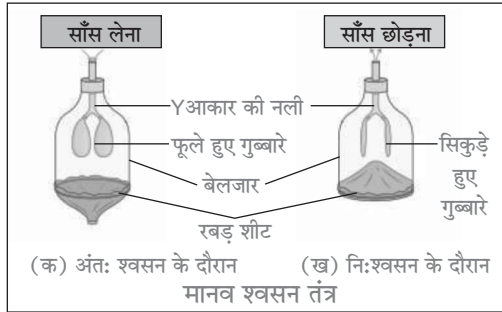 साँस लेना
साँस छोड़ना
Yआकार की नली
फूले हुए गुब्बारे
सिकुड़े
हुए
गुब्बारे
बेलजार
रबड़ शीट
(क) अंत: श्वसन के दौरान
(ख) नि:श्वसन के दौरान
मानव श्वसन तंत्र